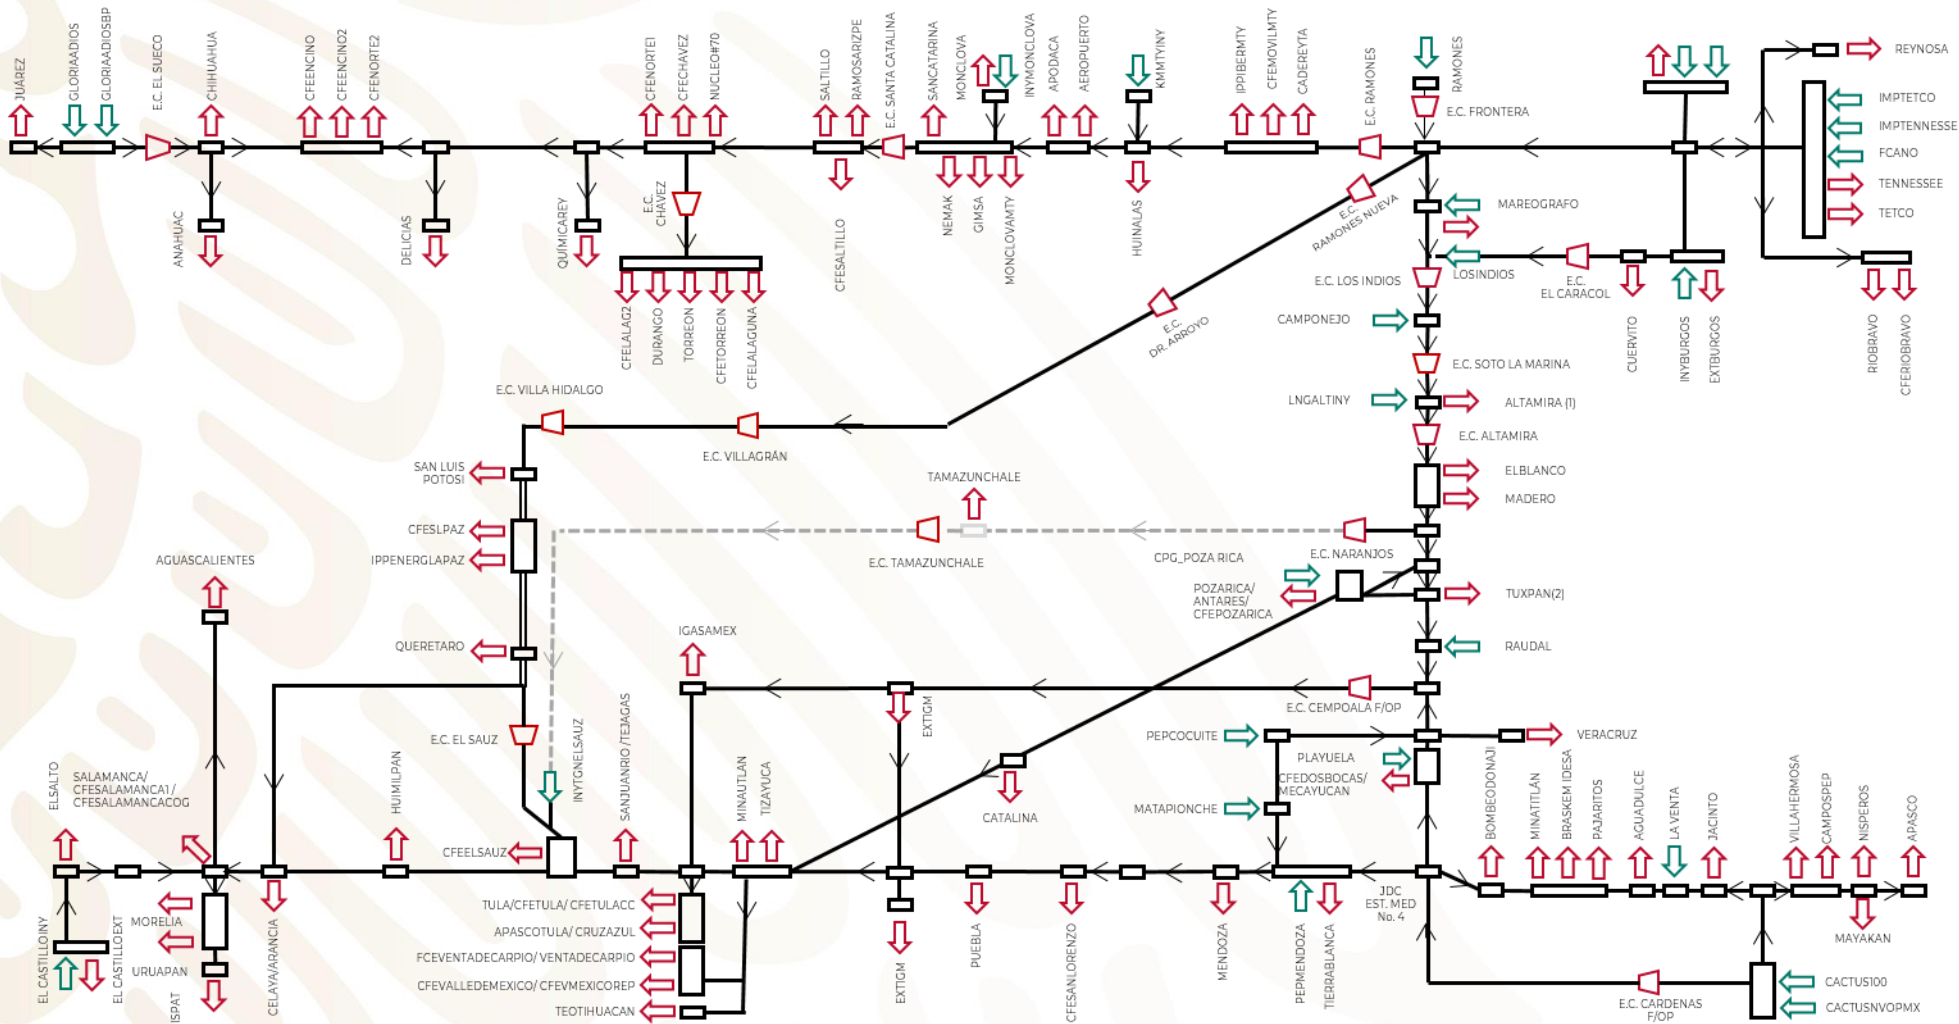 JUÁREZ
GLORIAADIOS
GLORIAADIOSBP
E.C. EL SUECO
CHIHUAHUA
CFEENCINO
CFEENCINO2
CFENORTE2
CFENORTE1
CFECHAVEZ
NUCLEO#70
SALTILLO
RAMOSARIZPE
E.C. SANTA CATALINA
SANCATARINA
MONCLOVA
INYMONCLOVA
APODACA
AEROPUERTO
KMMTYINY
IPPIBERMTY
CFEMOVILMTY
CADEREYTA
E.C. RAMONES
RAMONES
E.C. FRONTERA
REYNOSA
IMPTETCO
IMPTENNESSE
FCANO
TENNESSEE
TETCO
ANAHUAC
DELICIAS
QUIMICAREY
E.C.
CHAVEZ
CFESALTILLO
NEMAK
GIMSA
MONCLOVAMTY
HUINALAS
E.C.
RAMONES NUEVA
MAREOGRAFO
LOSINDIOS
E.C. LOS INDIOS
E.C.
EL CARACOL
CUERVITO
INYBURGOS
EXTBURGOS
RIOBRAVO
CFERIOBRAVO
CFELALAG2
DURANGO
TORREON
CFETORREON
CFELALAGUNA
E.C.
DR. ARROYO
CAMPONEJO
E.C. SOTO LA MARINA
LNGALTINY
ALTAMIRA (1)
E.C. ALTAMIRA
E.C. VILLA HIDALGO
E.C. VILLAGRÁN
SAN LUIS
POTOSI
TAMAZUNCHALE
ELBLANCO
MADERO
CFESLPAZ
IPPENERGLAPAZ
E.C. TAMAZUNCHALE
CPG_POZA RICA
E.C. NARANJOS
AGUASCALIENTES
POZARICA/
ANTARES/
CFEPOZARICA
TUXPAN(2)
QUERETARO
IGASAMEX
RAUDAL
E.C. CEMPOALA F/OP
EXTIGM
E.C. EL SAUZ
PEPCOCUITE
VERACRUZ
PLAYUELA
CFEDOSBOCAS/
MECAYUCAN
MATAPIONCHE
ELSALTO
SALAMANCA/
CFESALAMANCA1/
CFESALAMANCACOG
HUIMILPAN
INYTGNELSAUZ
CFEELSAUZ
SANJUANRIO /TEJAGAS
MINAUTLAN
TIZAYUCA
CATALINA
BOMBEODONAJI
MINATITLÁN
BRASKEM IDESA
PAJARITOS
AGUADULCE
LA VENTA
JACINTO
VILLAHERMOSA
CAMPOSPEP
NISPEROS
APASCO
EL CASTILLOINY
EL CASTILLOEXT
MORELIA
URUAPAN
ISPAT
CELAYA/ARANCIA
TULA/CFETULA/ CFETULACC
APASCOTULA/ CRUZAZUL
FCEVENTADECARPIO/ VENTADECARPIO
CFEVALLEDEMEXICO/ CFEVMEXICOREP
TEOTIHUACAN
EXTIGM
PUEBLA
CFESANLORENZO
MENDOZA
PEPMENDOZA
TIERRABLANCA
JDC
EST. MED
No. 4
MAYAKAN
E.C. CARDENAS
F/OP
CACTUS100
CACTUSNVOPMX